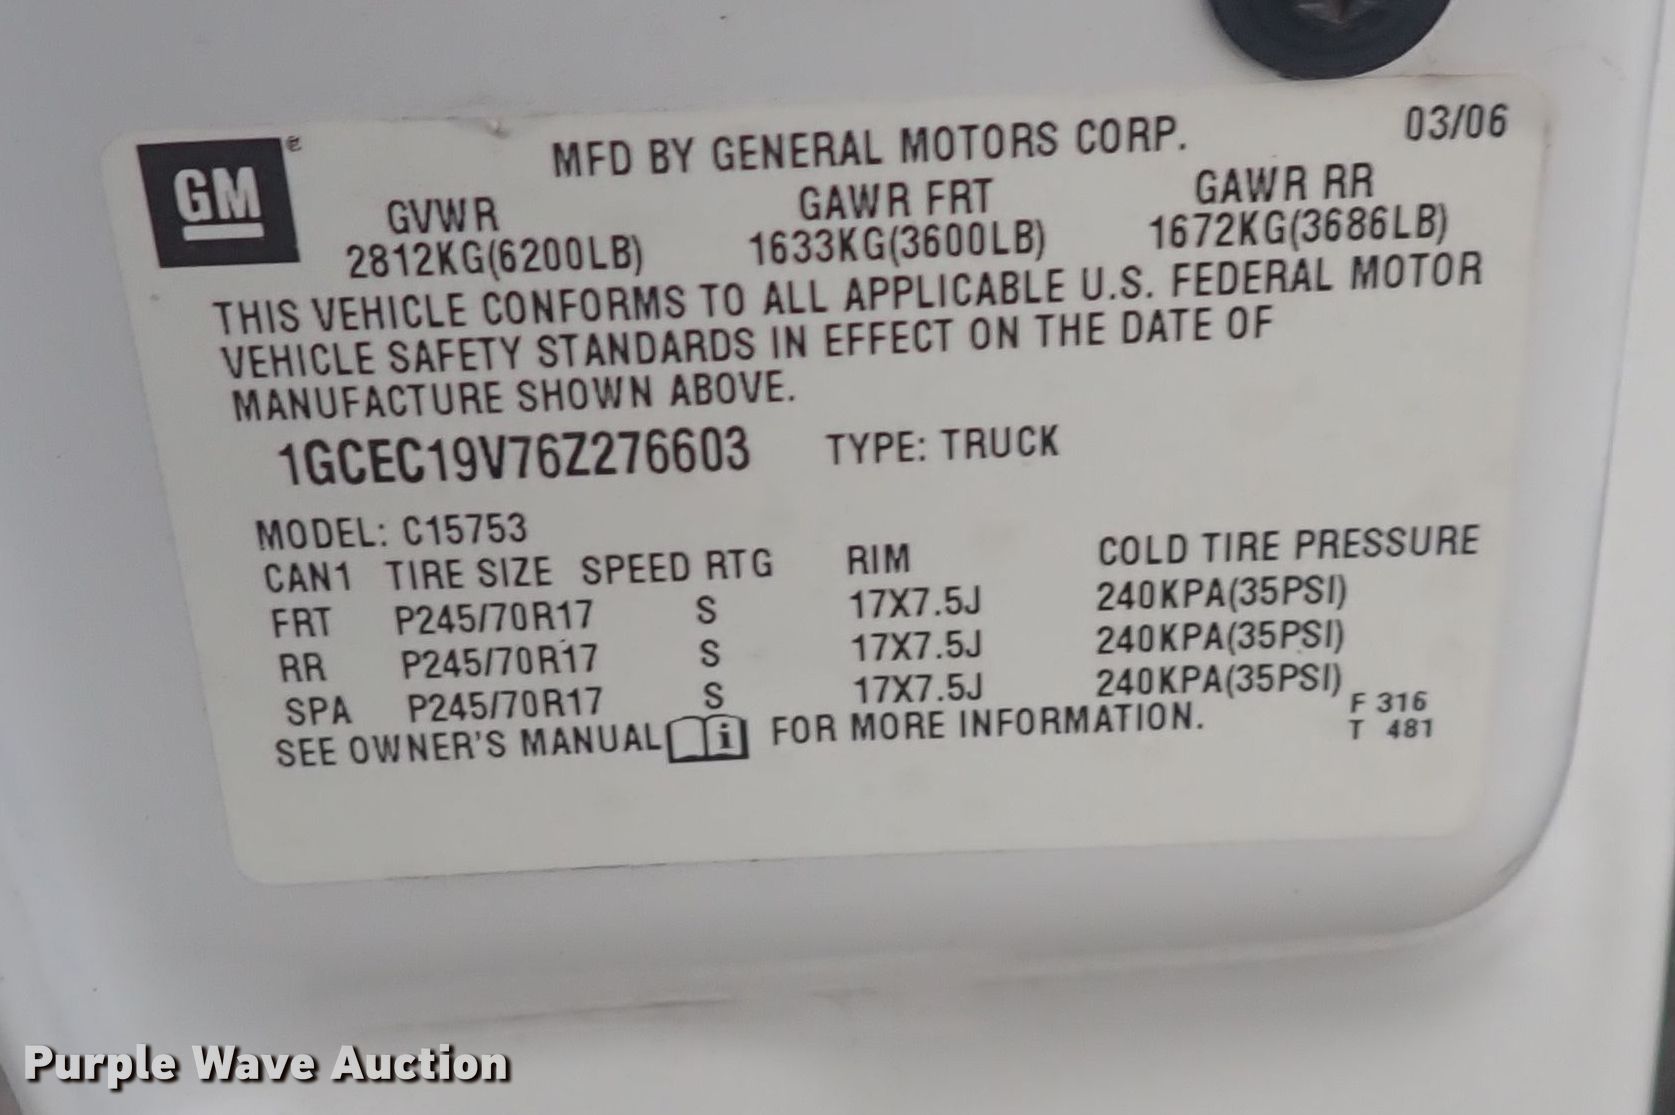 GM
MFD BY GENERAL MOTORS CORP. 03/06
GVWR GAWR FRT GAWR RR
2812KG(6200LB) 1633KG(3600LB) 1672KG(3686LB)
THIS VEHICLE CONFORMS TO ALL APPLICABLE U.S. FEDERAL MOTOR
VEHICLE SAFETY STANDARDS IN EFFECT ON THE DATE OF
MANUFACTURE SHOWN ABOVE.
1GCEC19V76Z276603 TYPE: TRUCK
MODEL: C15753
CAN1 TIRE SIZE SPEED RTG RIM COLD TIRE PRESSURE
FRT P245/70R17 S 17X7.5J 240KPA(35PSI)
RR P245/70R17 S 17X7.5J 240KPA(35PSI)
SPA P245/70R17 S 17X7.5J 240KPA(35PSI)
SEE OWNER'S MANUAL i FOR MORE INFORMATION.
F 316
T 481
Purple Wave Auction